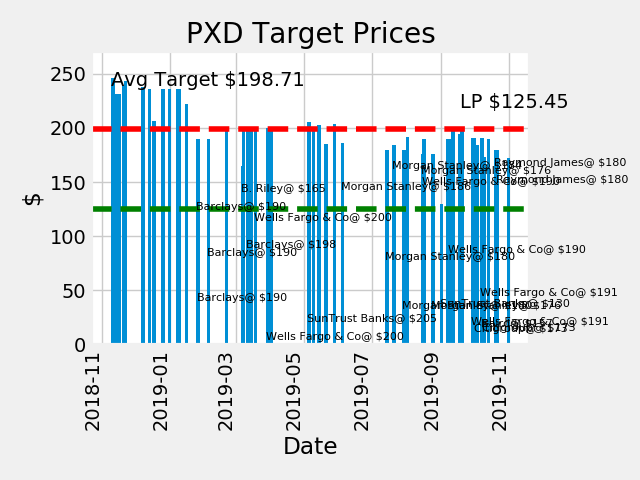 PXD Target Prices
Avg Target $198.71
LP $125.45
250
200
150
100
50
0
$
Raymond James@ $180
Morgan Stanley@ $176
Raymond James@ $180
Wells Fargo & Co@ $190
B. Riley@ $165
Morgan Stanley@ $186
Barclays@ $190
Wells Fargo & Co@ $200
Barclays@ $198
Barclays@ $190
Wells Fargo & Co@ $190
Morgan Stanley@ $180
Barclays@ $190
Wells Fargo & Co@ $191
SunTrust Banks@ $130
SunTrust Banks@ $205
Wells Fargo & Co@ $191
Wells Fargo & Co@ $200
2018-11
2019-01
2019-03
2019-05
2019-07
2019-09
2019-11
Date